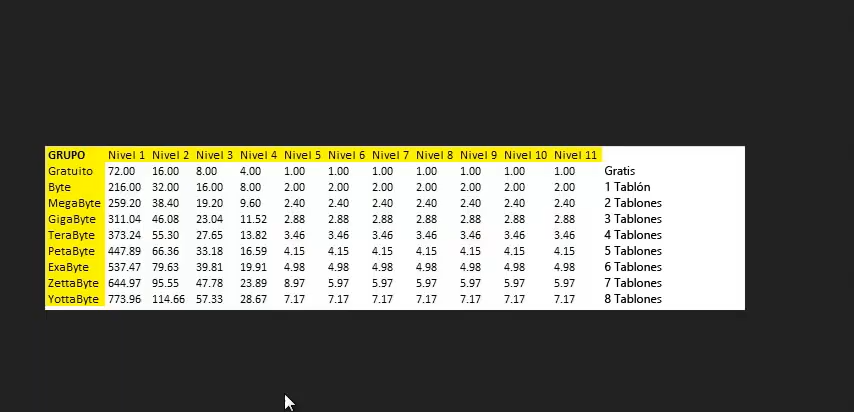 GRUPO Nivel 1 Nivel 2 Nivel 3 Nivel 4 Nivel 5 Nivel 6 Nivel 7 Nivel 8 Nivel 9 Nivel 10 Nivel 11
Gratuito 72.00 16.00 8.00 4.00 1.00 1.00 1.00 1.00 1.00 1.00 1.00 Gratis
Byte 216.00 32.00 16.00 8.00 2.00 2.00 2.00 2.00 2.00 2.00 2.00 1 Tablón
MegaByte 259.20 38.40 19.20 9.60 2.40 2.40 2.40 2.40 2.40 2.40 2.40 2 Tablones
GigaByte 311.04 46.08 23.04 11.52 2.88 2.88 2.88 2.88 2.88 2.88 2.88 3 Tablones
TeraByte 373.24 55.30 27.65 13.82 3.46 3.46 3.46 3.46 3.46 3.46 3.46 4 Tablones
PetaByte 447.89 66.36 33.18 16.59 4.15 4.15 4.15 4.15 4.15 4.15 4.15 5 Tablones
ExaByte 537.47 79.63 39.81 19.91 4.98 4.98 4.98 4.98 4.98 4.98 4.98 6 Tablones
ZettaByte 644.97 95.55 47.78 23.89 8.97 5.97 5.97 5.97 5.97 5.97 5.97 7 Tablones
YottaByte 773.96 114.66 57.33 28.67 7.17 7.17 7.17 7.17 7.17 7.17 7.17 8 Tablones